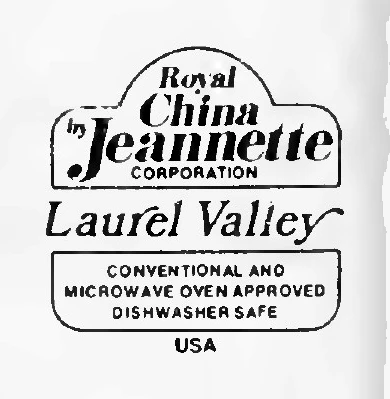 Royal
China
by Jeannette
CORPORATION
Laurel Valley
CONVENTIONAL AND
MICROWAVE OVEN APPROVED
DISHWASHER SAFE
USA